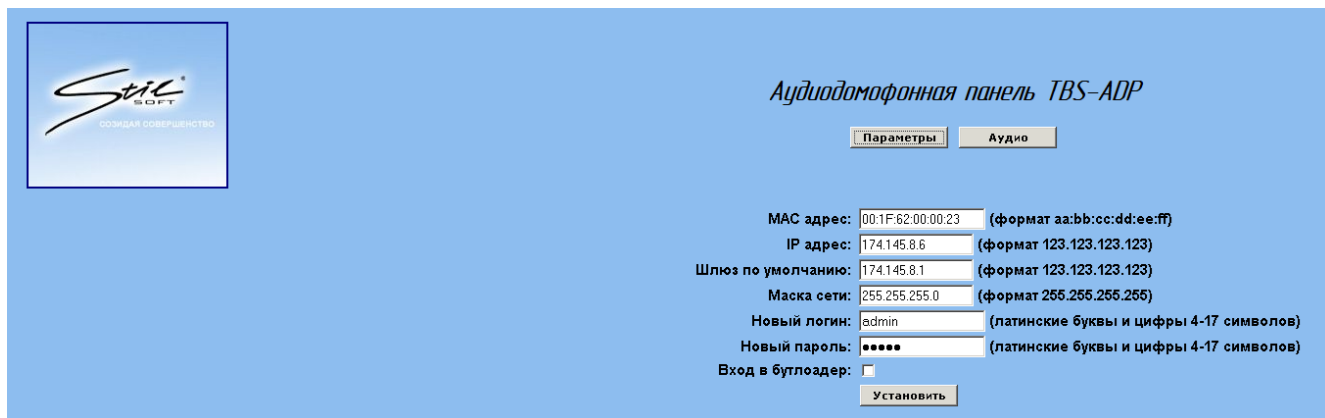 Stil
SOFT
СОЗИДАЯ СОВЕРШЕНСТВО
Аудиодомофонная панель TBS-ADP
Параметры Аудио
MAC адрес: 00:1F:62:00:00:23 (формат aa:bb:cc:dd:ee:ff)
IP адрес: 174.145.8.6 (формат 123.123.123.123)
Шлюз по умолчанию: 174.145.8.1 (формат 123.123.123.123)
Маска сети: 255.255.255.0 (формат 255.255.255.255)
Новый логин: admin (латинские буквы и цифры 4-17 символов)
Новый пароль: ●●●●● (латинские буквы и цифры 4-17 символов)
Вход в бутлоадер:
Установить